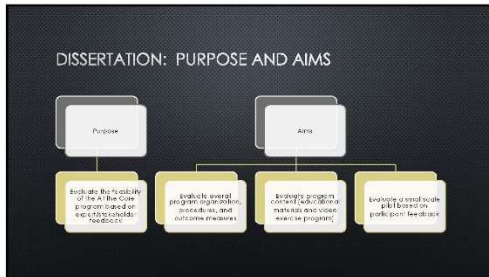 DISSERTATION: PURPOSE AND AIMS
Purpose
Aims
Evaluate the feasibility
of the At the Core
program based on
expert/stakeholder
feedback
Evaluate overall
program organization,
procedures, and
outcome measures
Evaluate program
content (educational
materials and video
exercise program)
Evaluate a small scale
pilot based on
participant feedback